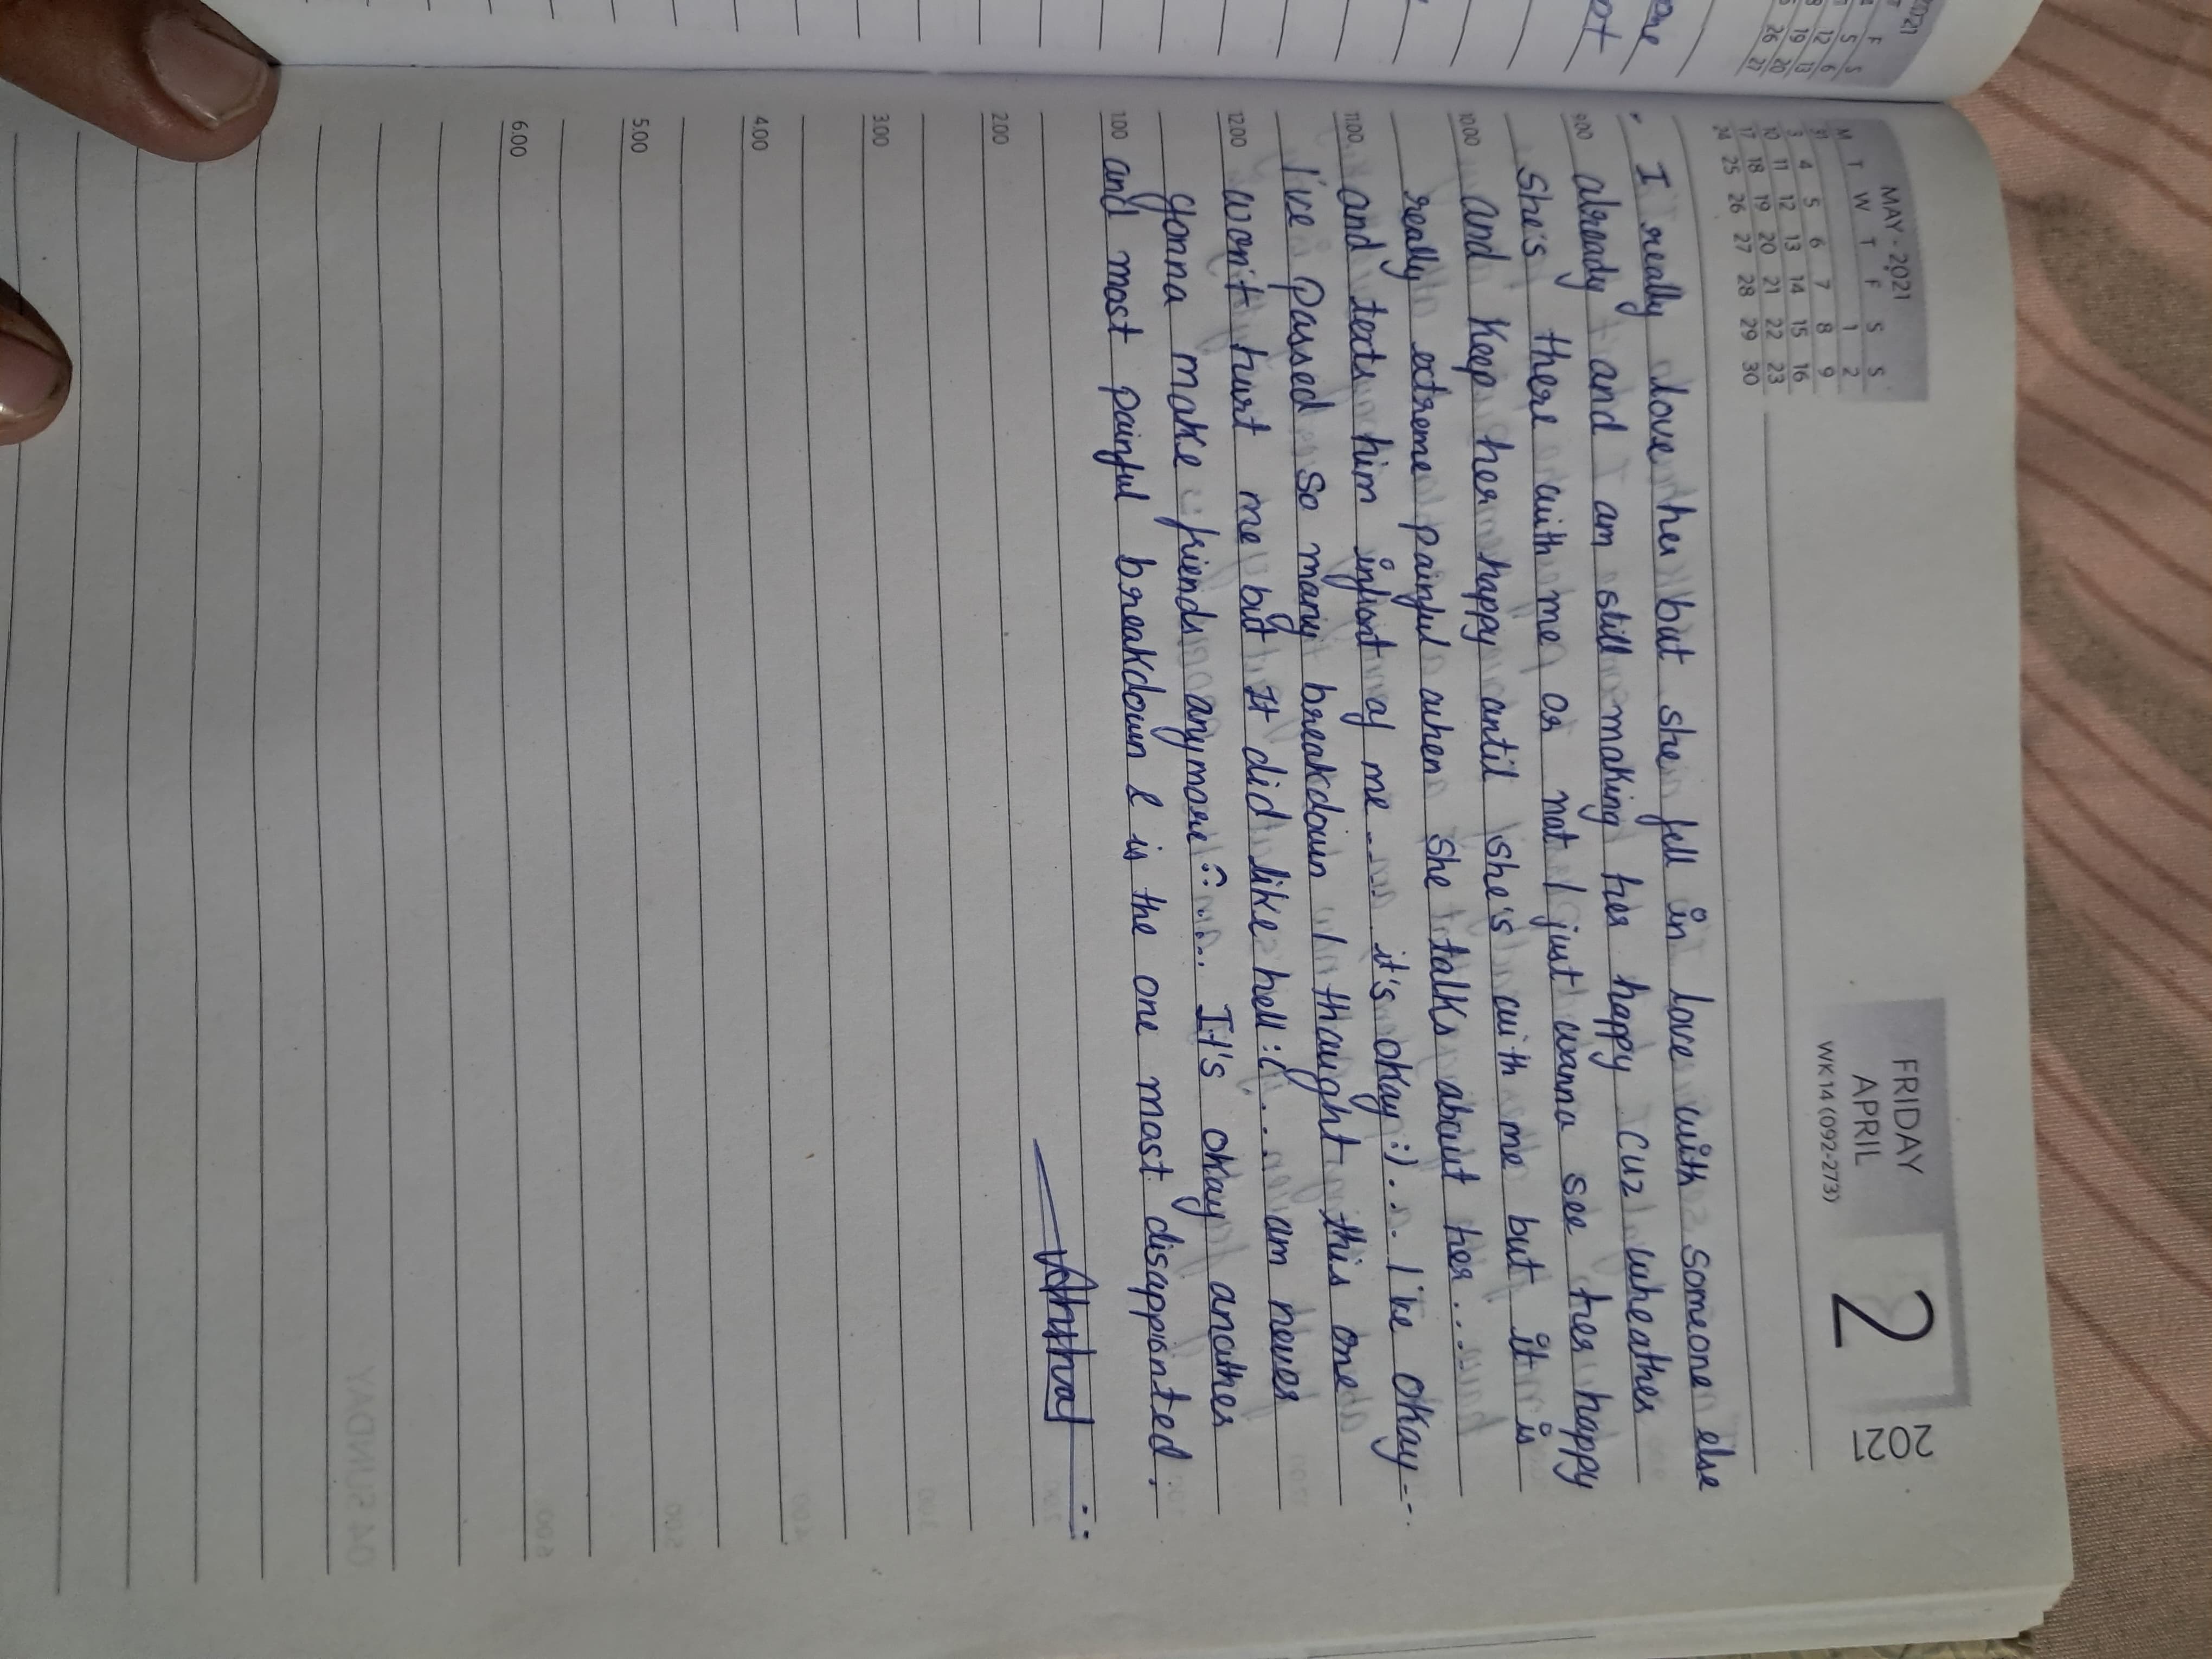 MAY - 2021
M T W T F S S
31 1 2
3 4 5 6 7 8 9
10 11 12 13 14 15 16
17 18 19 20 21 22 23
24 25 26 27 28 29 30
FRIDAY
APRIL
WK14 (092-273)
2
2021
I really love her but she fell in love with someone else
9.00 already and I am still making her happy cuz wheather
she's there with me or not I just wanna see her happy
10.00 and Keep her happy until she's with me but it is
really extreme painful when she talks about her....
11.00 and texts him infront of me .... it's okay :) ... I'ke okay -..
I've passed so many breakdown I thought this one
12.00 won't hurt me but It did like hell :( ... am never
gonna make friends anymore :) .... It's okay another
1.00 and most painful breakdown & is the one most disappointed.
2.00
3.00
4.00
5.00
6.00